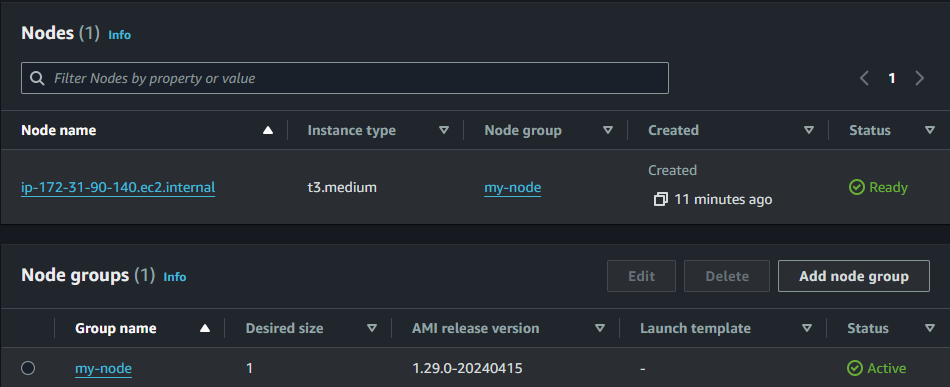 Nodes (1) Info
Filter Nodes by property or value
1
Node name Instance type Node group Created Status
Created
ip-172-31-90-140.ec2.internal t3.medium my-node 11 minutes ago Ready
Node groups (1) Info Edit Delete Add node group
Group name Desired size AMI release version Launch template Status
my-node 1 1.29.0-20240415 - Active